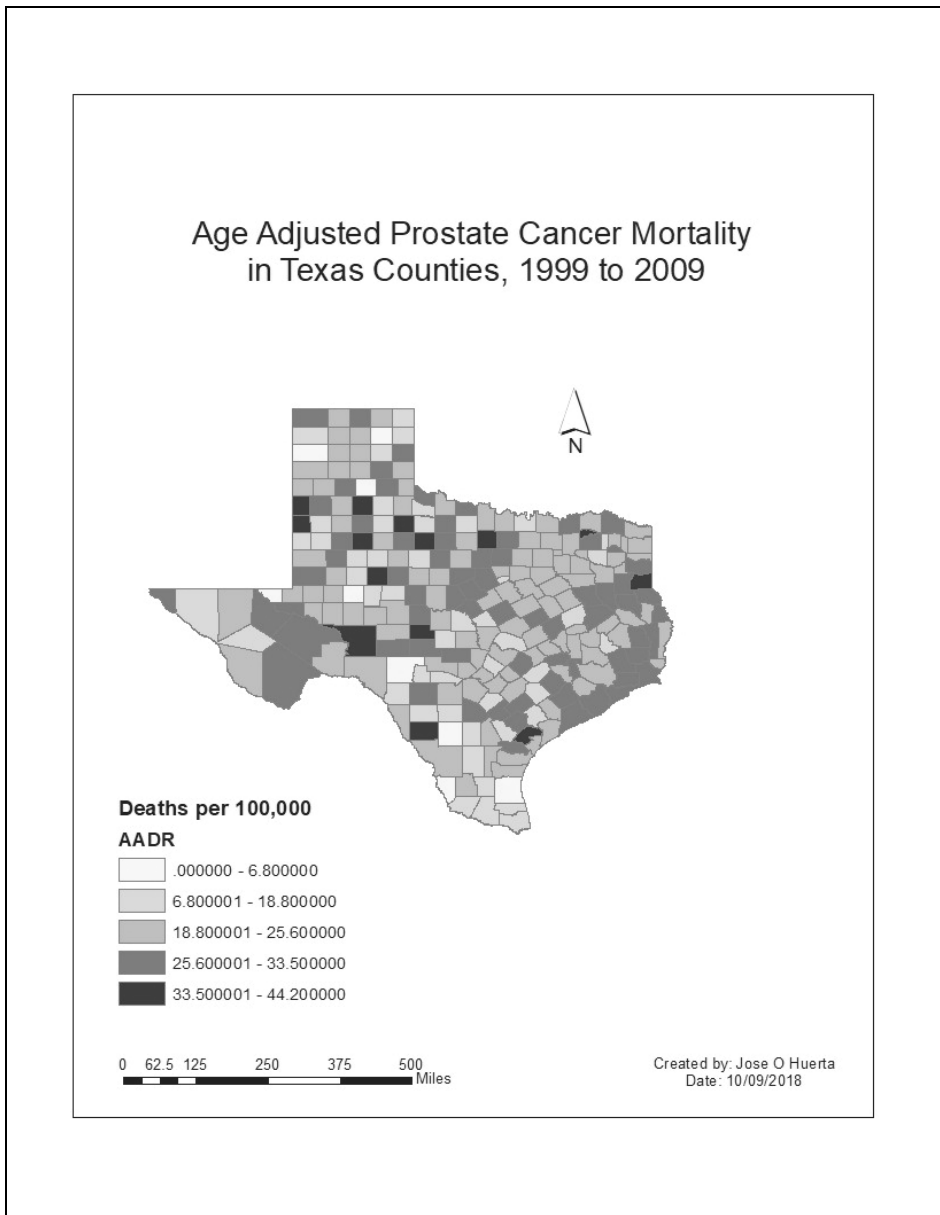 Age Adjusted Prostate Cancer Mortality
in Texas Counties, 1999 to 2009
N
Deaths per 100,000
AADR
.000000 - 6.800000
6.800001 - 18.800000
18.800001 - 25.600000
25.600001 - 33.500000
33.500001 - 44.200000
0 62.5 125 250 375 500
Miles
Created by: Jose O Huerta
Date: 10/09/2018